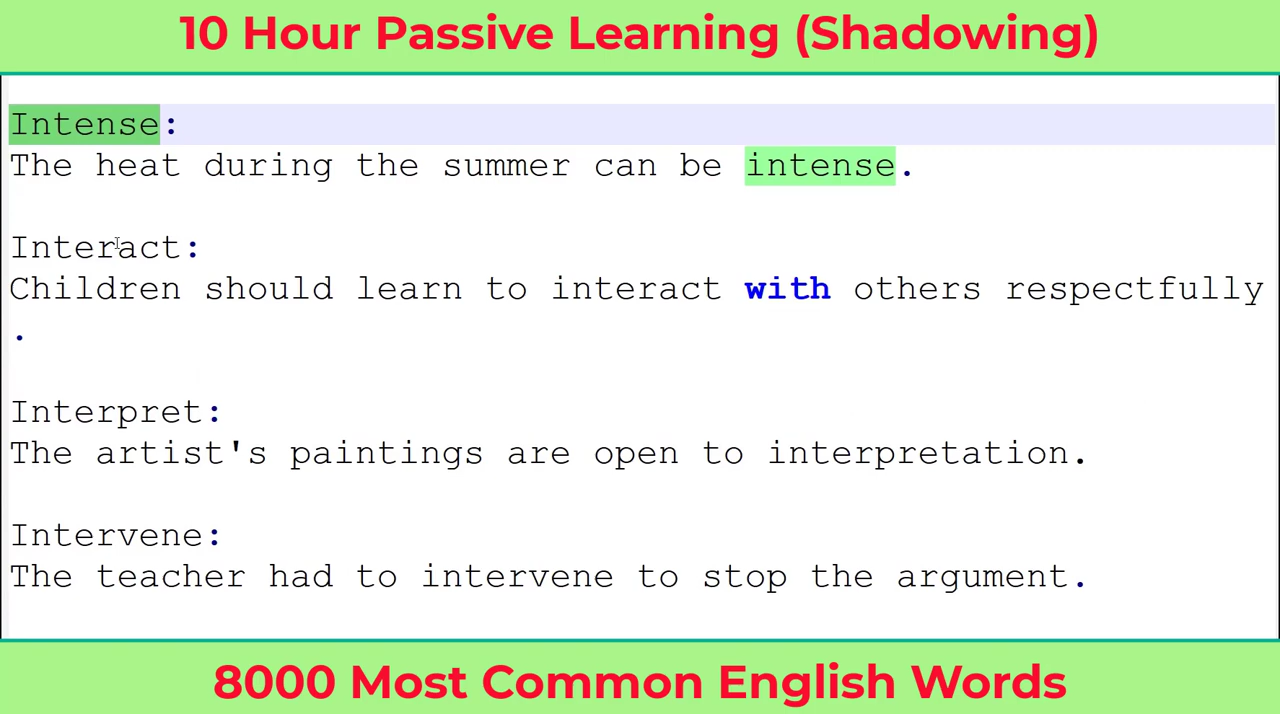 10 Hour Passive Learning (Shadowing)
Intense:
The heat during the summer can be intense.
Interact:
Children should learn to interact with others respectfully
.
Interpret:
The artist's paintings are open to interpretation.
Intervene:
The teacher had to intervene to stop the argument.
8000 Most Common English Words